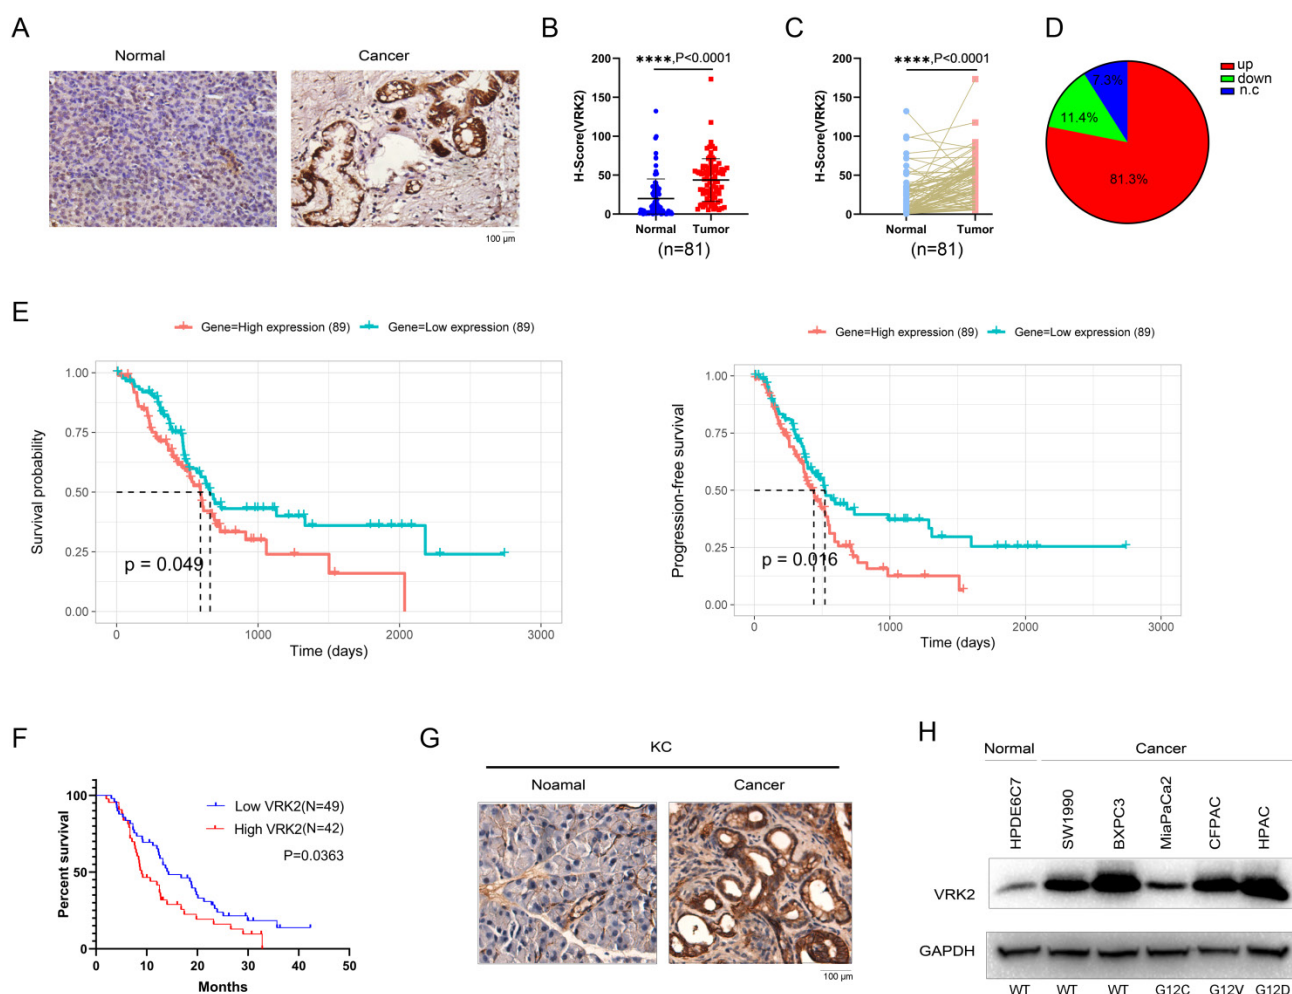 A
Normal
Cancer
100 µm
B
H-Score(VRK2)
200
150
100
50
0
****,P<0.0001
Normal
Tumor
(n=81)
C
H-Score(VRK2)
200
150
100
50
0
****,P<0.0001
Normal
Tumor
(n=81)
D
7.3%
11.4%
81.3%
up
down
n.c
E
Gene=High expression (89)
Gene=Low expression (89)
Survival probability
1.00
0.75
0.50
0.25
0.00
p = 0.049
0
1000
2000
3000
Time (days)
Gene=High expression (89)
Gene=Low expression (89)
Progression-free survival
1.00
0.75
0.50
0.25
0.00
p = 0.016
0
1000
2000
3000
Time (days)
F
Percent survival
100
50
0
Low VRK2(N=49)
High VRK2(N=42)
P=0.0363
0
10
20
30
40
50
Months
G
KC
Noamal
Cancer
100 µm
H
Normal
Cancer
HPDE6C7
SW1990
BXPC3
MiaPaCa2
CFPAC
HPAC
VRK2
GAPDH
WT
WT
WT
G12C
G12V
G12D